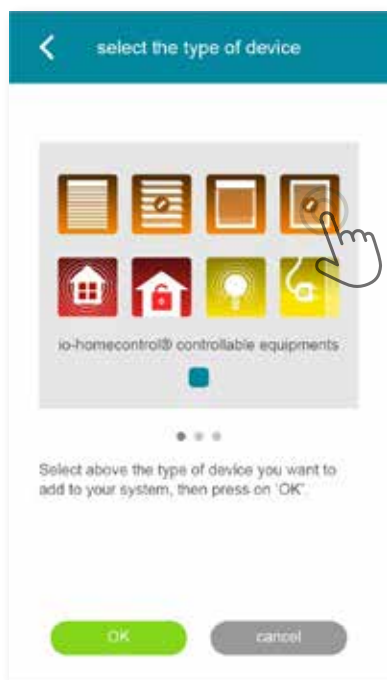 select the type of device
io-homecontrol® controllable equipments
Select above the type of device you want to
add to your system, then press on 'OK'.
OK
cancel